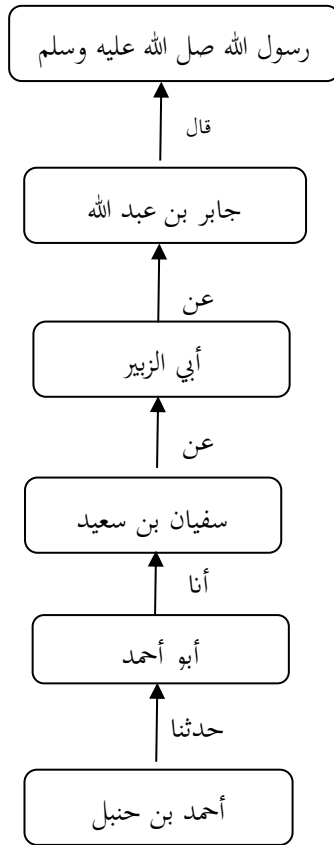 رسول الله صل الله عليه وسلم
قال
جابر بن عبد الله
عن
أبي الزبير
عن
سفيان بن سعيد
أنا
أبو أحمد
حدثنا
أحمد بن حنبل